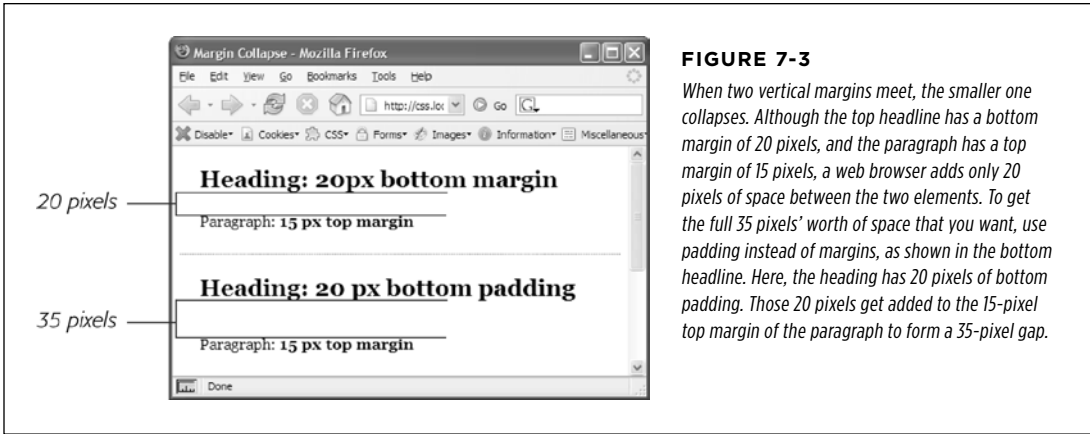 Margin Collapse - Mozilla Firefox
File Edit View Go Bookmarks Tools Help
http://css.loc Go G
Disable Cookies CSS Forms Images Information Miscellaneous
Heading: 20px bottom margin
20 pixels
Paragraph: 15 px top margin
Heading: 20 px bottom padding
35 pixels
Paragraph: 15 px top margin
Done
FIGURE 7-3
When two vertical margins meet, the smaller one
collapses. Although the top headline has a bottom
margin of 20 pixels, and the paragraph has a top
margin of 15 pixels, a web browser adds only 20
pixels of space between the two elements. To get
the full 35 pixels’ worth of space that you want, use
padding instead of margins, as shown in the bottom
headline. Here, the heading has 20 pixels of bottom
padding. Those 20 pixels get added to the 15-pixel
top margin of the paragraph to form a 35-pixel gap.